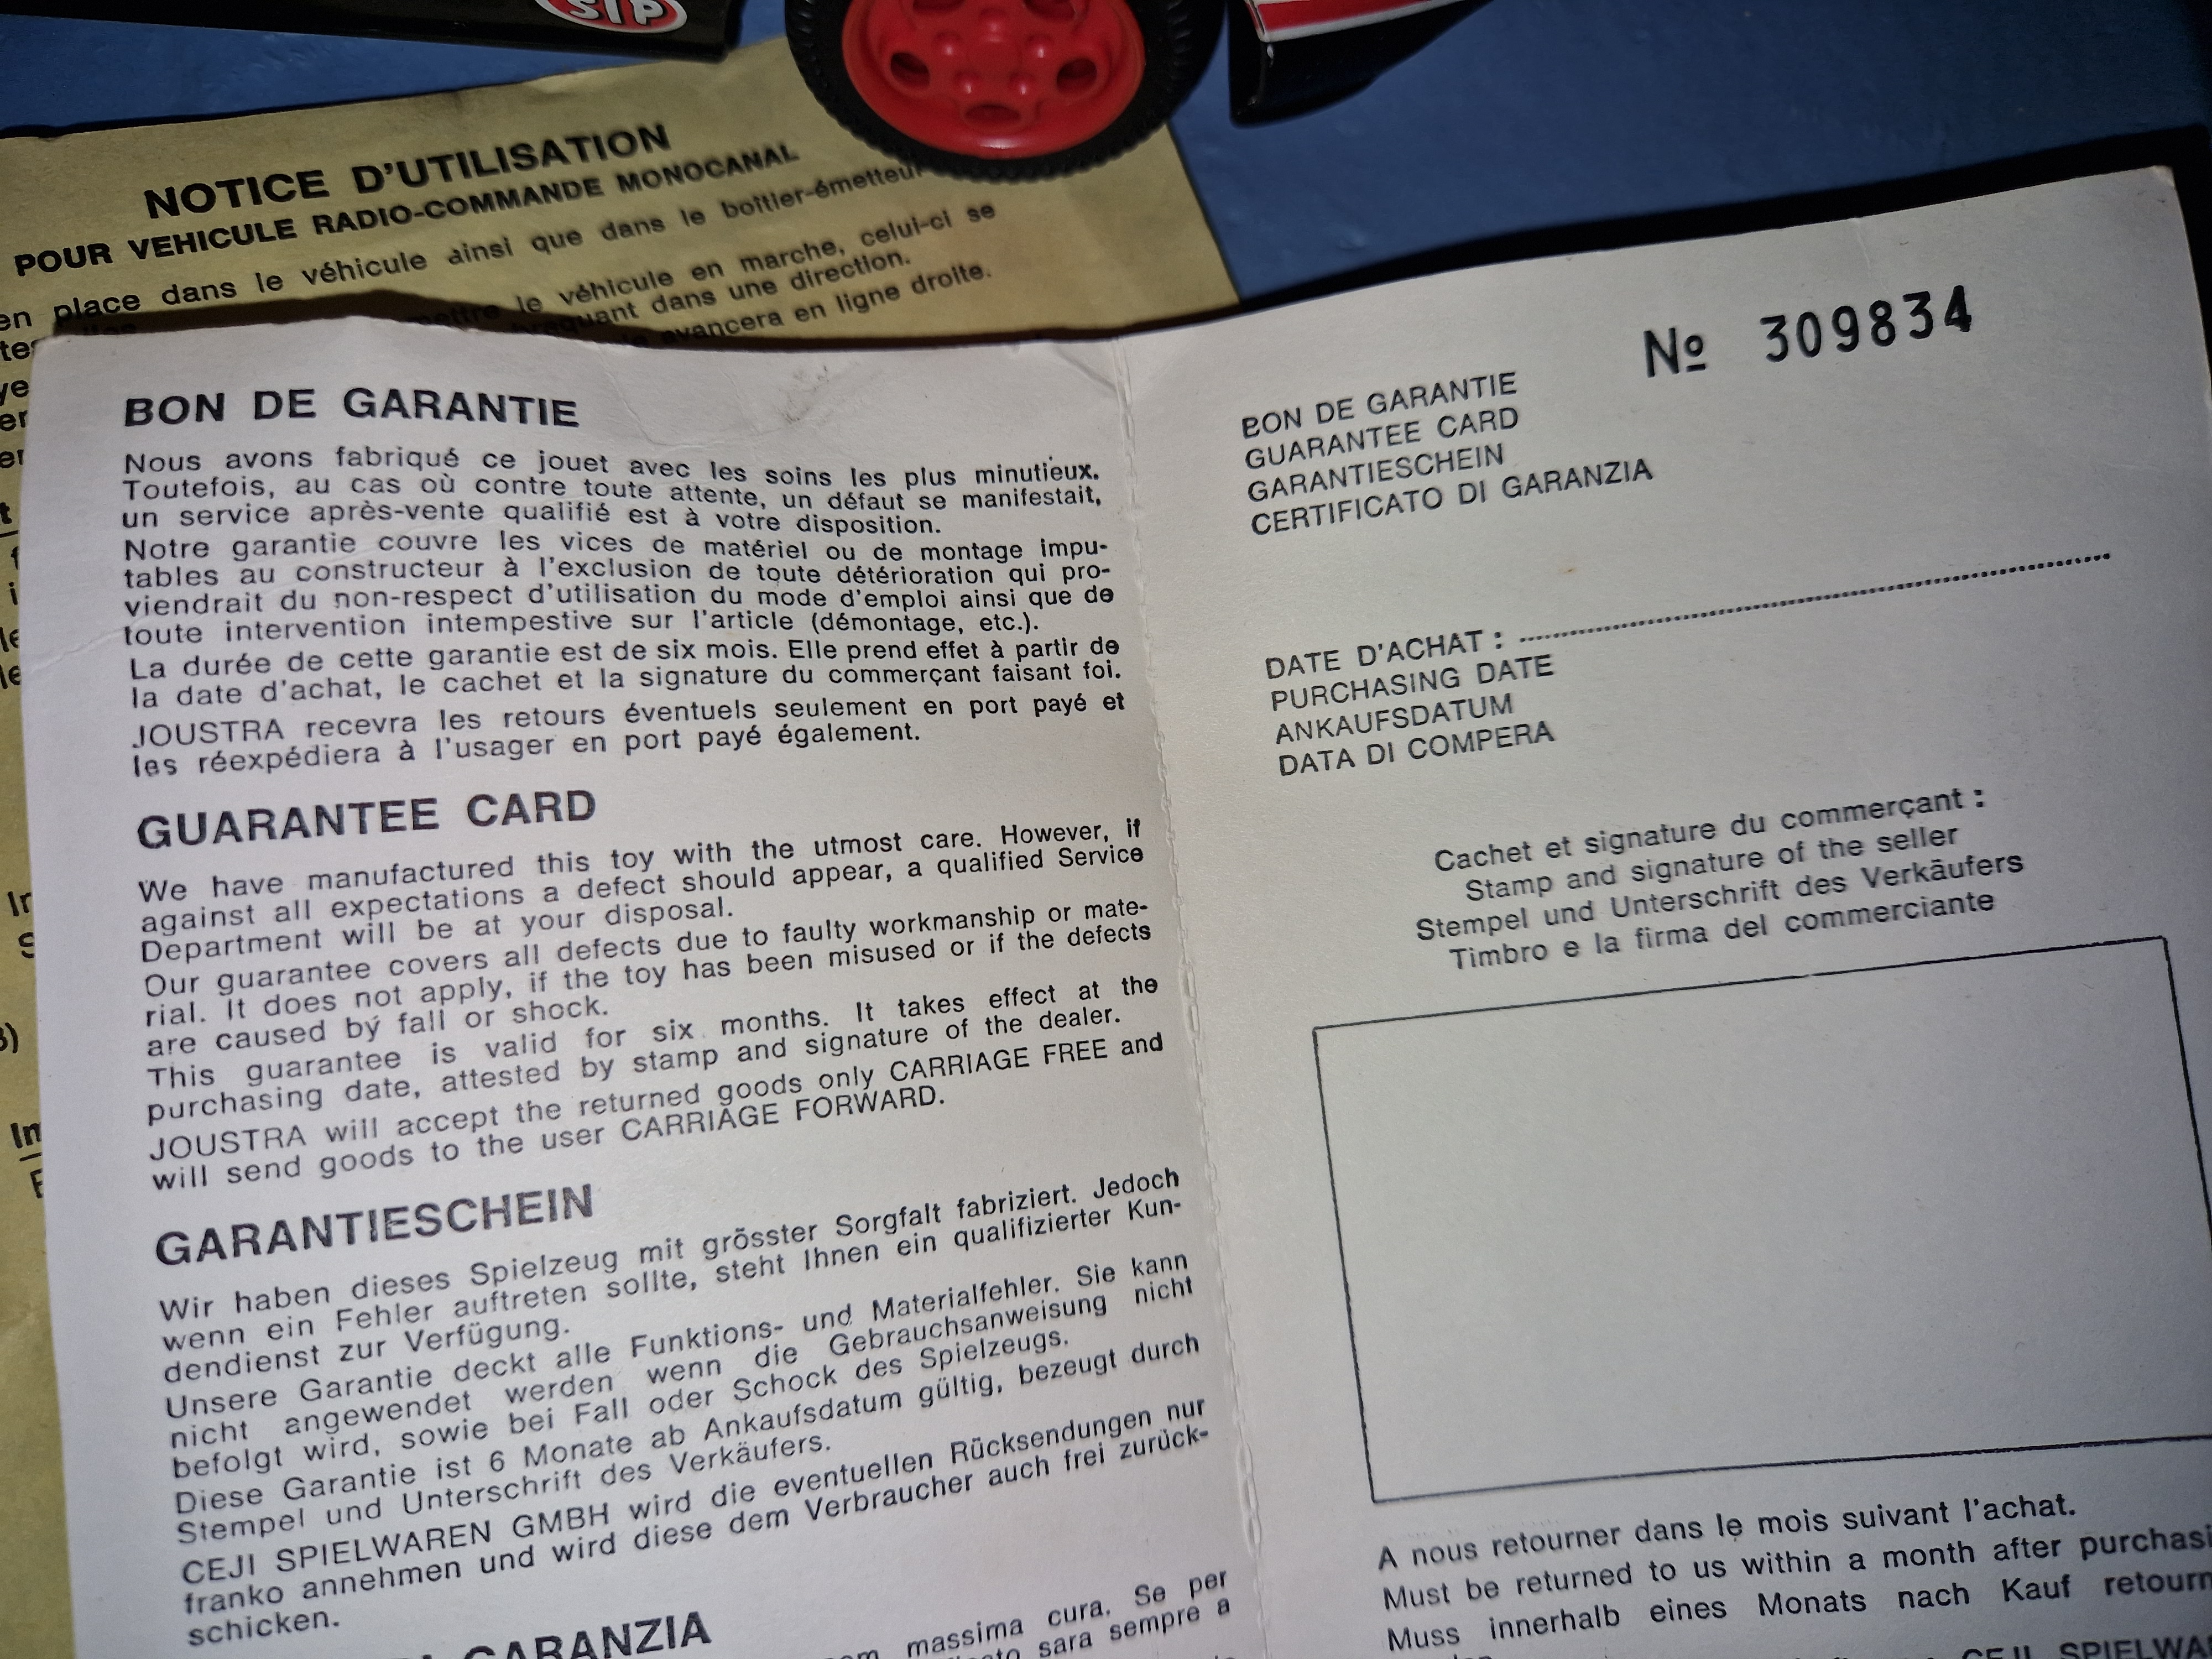 STP
NOTICE D'UTILISATION
POUR VEHICULE RADIO-COMMANDE MONOCANAL
en place dans le véhicule ainsi que dans le boîtier-émetteur
le véhicule en marche, celui-ci se
dans une direction.
avancera en ligne droite.
BON DE GARANTIE
Nous avons fabriqué ce jouet avec les soins les plus minutieux.
Toutefois, au cas où contre toute attente, un défaut se manifestait,
un service après-vente qualifié est à votre disposition.
Notre garantie couvre les vices de matériel ou de montage impu-
tables au constructeur à l'exclusion de toute détérioration qui pro-
viendrait du non-respect d'utilisation du mode d'emploi ainsi que de
toute intervention intempestive sur l'article (démontage, etc.).
La durée de cette garantie est de six mois. Elle prend effet à partir de
la date d'achat, le cachet et la signature du commerçant faisant foi.
JOUSTRA recevra les retours éventuels seulement en port payé et
les réexpédiera à l'usager en port payé également.
GUARANTEE CARD
We have manufactured this toy with the utmost care. However, if
against all expectations a defect should appear, a qualified Service
Department will be at your disposal.
Our guarantee covers all defects due to faulty workmanship or mate-
rial. It does not apply, if the toy has been misused or if the defects
are caused by fall or shock.
This guarantee is valid for six months. It takes effect at the
purchasing date, attested by stamp and signature of the dealer.
JOUSTRA will accept the returned goods only CARRIAGE FREE and
will send goods to the user CARRIAGE FORWARD.
GARANTIESCHEIN
Wir haben dieses Spielzeug mit grösster Sorgfalt fabriziert. Jedoch
wenn ein Fehler auftreten sollte, steht Ihnen ein qualifizierter Kun-
dendienst zur Verfügung.
Unsere Garantie deckt alle Funktions- und Materialfehler. Sie kann
nicht angewendet werden wenn die Gebrauchsanweisung nicht
befolgt wird, sowie bei Fall oder Schock des Spielzeugs.
Diese Garantie ist 6 Monate ab Ankaufsdatum gültig, bezeugt durch
Stempel und Unterschrift des Verkäufers.
CEJI SPIELWAREN GMBH wird die eventuellen Rücksendungen nur
franko annehmen und wird diese dem Verbraucher auch frei zurück-
schicken.
GARANZIA
massima cura. Se per
sara sempre a
Nº 309834
BON DE GARANTIE
GUARANTEE CARD
GARANTIESCHEIN
CERTIFICATO DI GARANZIA
DATE D'ACHAT :
PURCHASING DATE
ANKAUFSDATUM
DATA DI COMPERA
Cachet et signature du commerçant :
Stamp and signature of the seller
Stempel und Unterschrift des Verkäufers
Timbro e la firma del commerciante
A nous retourner dans le mois suivant l'achat.
Must be returned to us within a month after purchasi
Muss innerhalb eines Monats nach Kauf retourn
CEJI SPIELWA